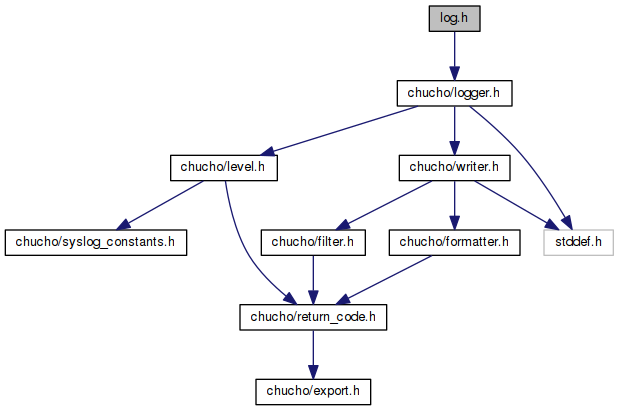 log.h
chucho/logger.h
chucho/level.h
chucho/writer.h
chucho/syslog_constants.h
chucho/filter.h
chucho/formatter.h
stddef.h
chucho/return_code.h
chucho/export.h